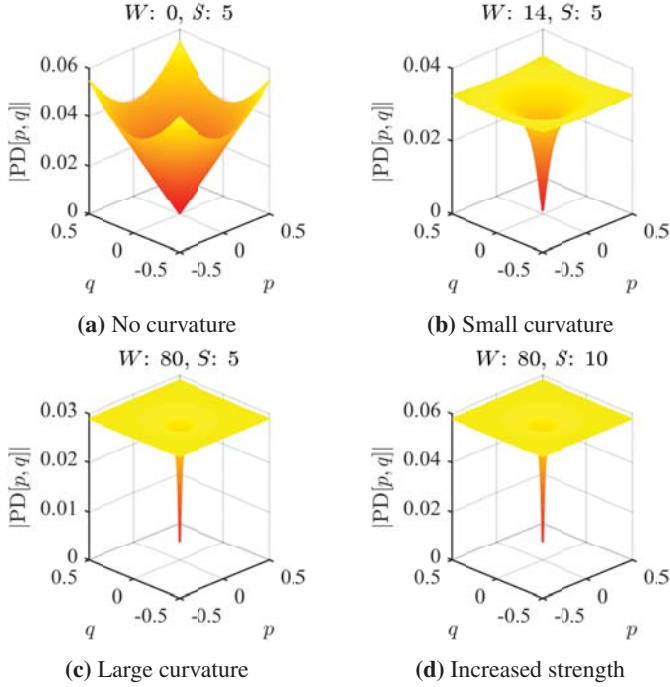 W: 0, S: 5
|PD[p, q]|
0.06
0.04
0.02
0
0.5
0
-0.5
q
-0.5
0
0.5
p
(a) No curvature
W: 14, S: 5
|PD[p, q]|
0.04
0.02
0
0.5
0
-0.5
q
-0.5
0
0.5
p
(b) Small curvature
W: 80, S: 5
|PD[p, q]|
0.03
0.02
0.01
0
0.5
0
-0.5
q
-0.5
0
0.5
p
(c) Large curvature
W: 80, S: 10
|PD[p, q]|
0.06
0.04
0.02
0
0.5
0
-0.5
q
-0.5
0
0.5
p
(d) Increased strength